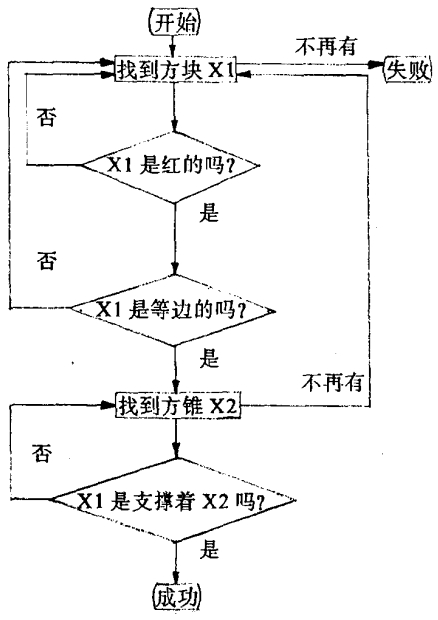 开始
不再有
找到方块 X1
失败
否
X1 是红的吗?
是
否
X1 是等边的吗?
是
不再有
找到方锥 X2
否
X1 是支撑着 X2 吗?
是
成功